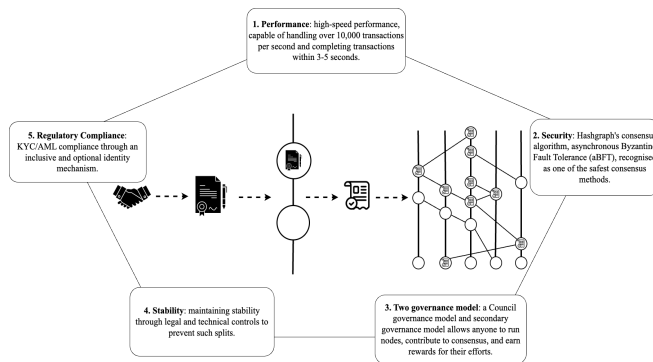 1. Performance: high-speed performance,
capable of handling over 10,000 transactions
per second and completing transactions
within 3-5 seconds.
5. Regulatory Compliance:
KYC/AML compliance through an
inclusive and optional identity
mechanism.
2. Security: Hashgraph's consensu
algorithm, asynchronous Byzantin
Fault Tolerance (aBFT), recognise
as one of the safest consensus
methods.
4. Stability: maintaining stability
through legal and technical controls to
prevent such splits.
3. Two governance model: a Council
governance model and secondary
governance model allows anyone to run
nodes, contribute to consensus, and earn
rewards for their efforts.